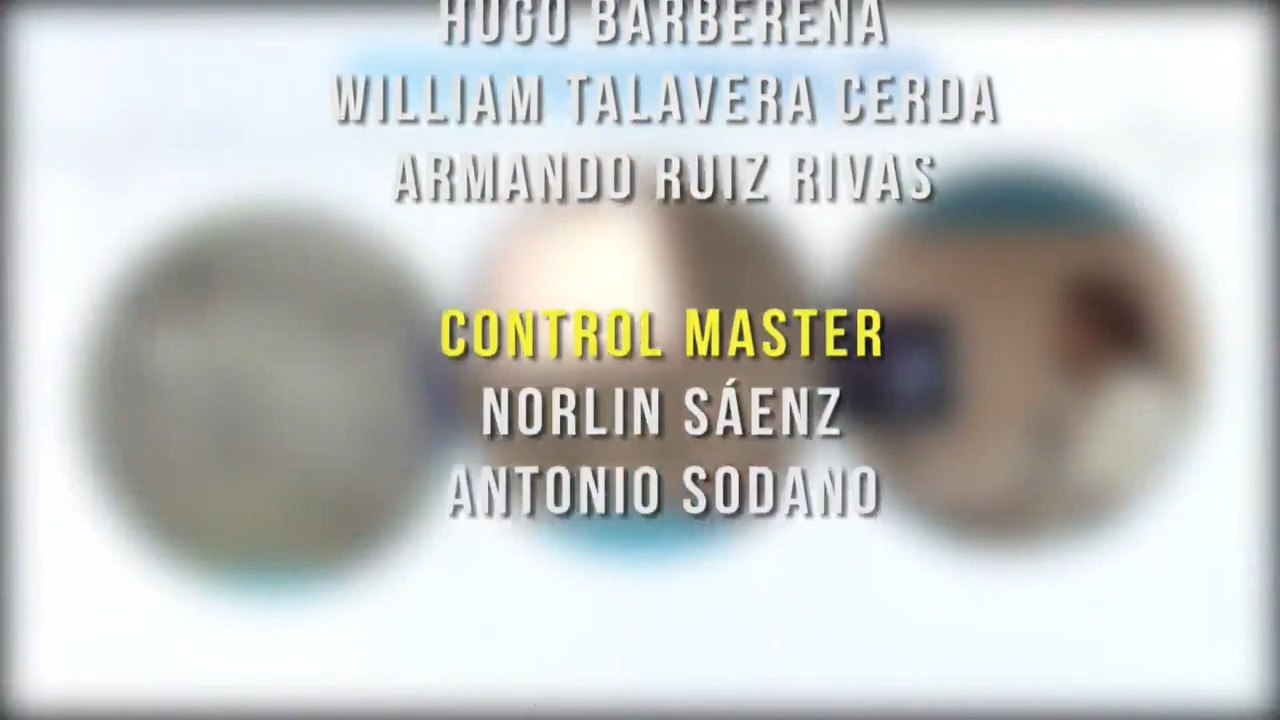 HUGO BARBERENA
WILLIAM TALAVERA CERDA
ARMANDO RUIZ RIVAS
CONTROL MASTER
NORLIN SÁENZ
ANTONIO SODANO